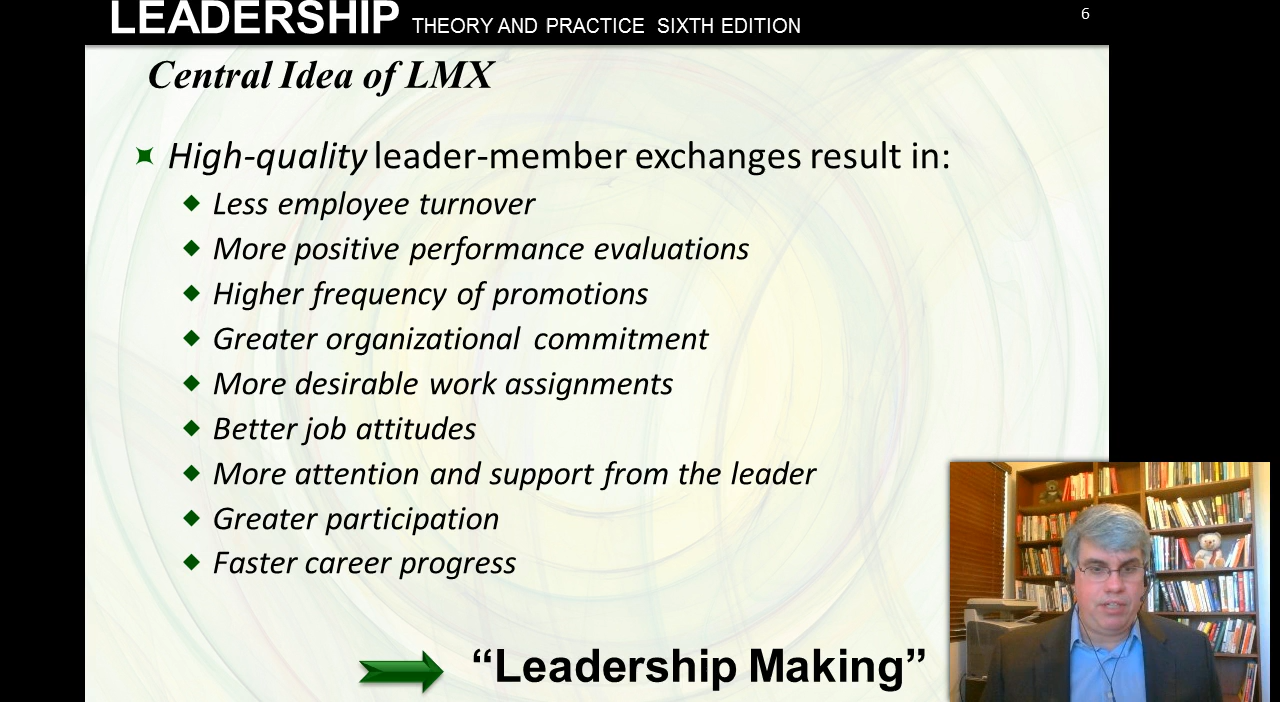 LEADERSHIP THEORY AND PRACTICE SIXTH EDITION
6
Central Idea of LMX
High-quality leader-member exchanges result in:
Less employee turnover
More positive performance evaluations
Higher frequency of promotions
Greater organizational commitment
More desirable work assignments
Better job attitudes
More attention and support from the leader
Greater participation
Faster career progress
“Leadership Making”